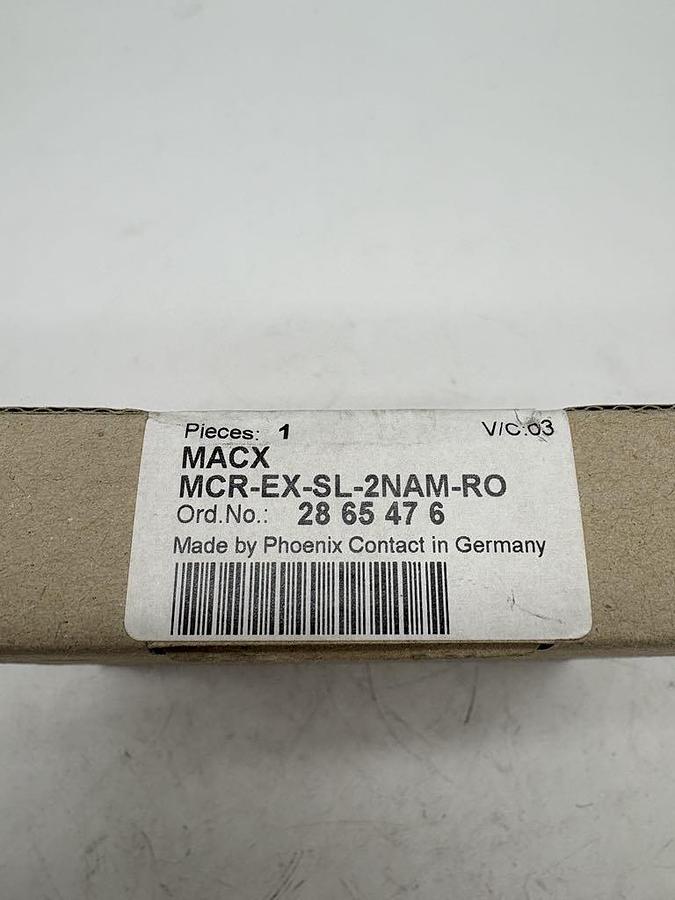 Pieces: 1 V/C:03
MACX
MCR-EX-SL-2NAM-RO
Ord.No.: 28 65 47 6
Made by Phoenix Contact in Germany